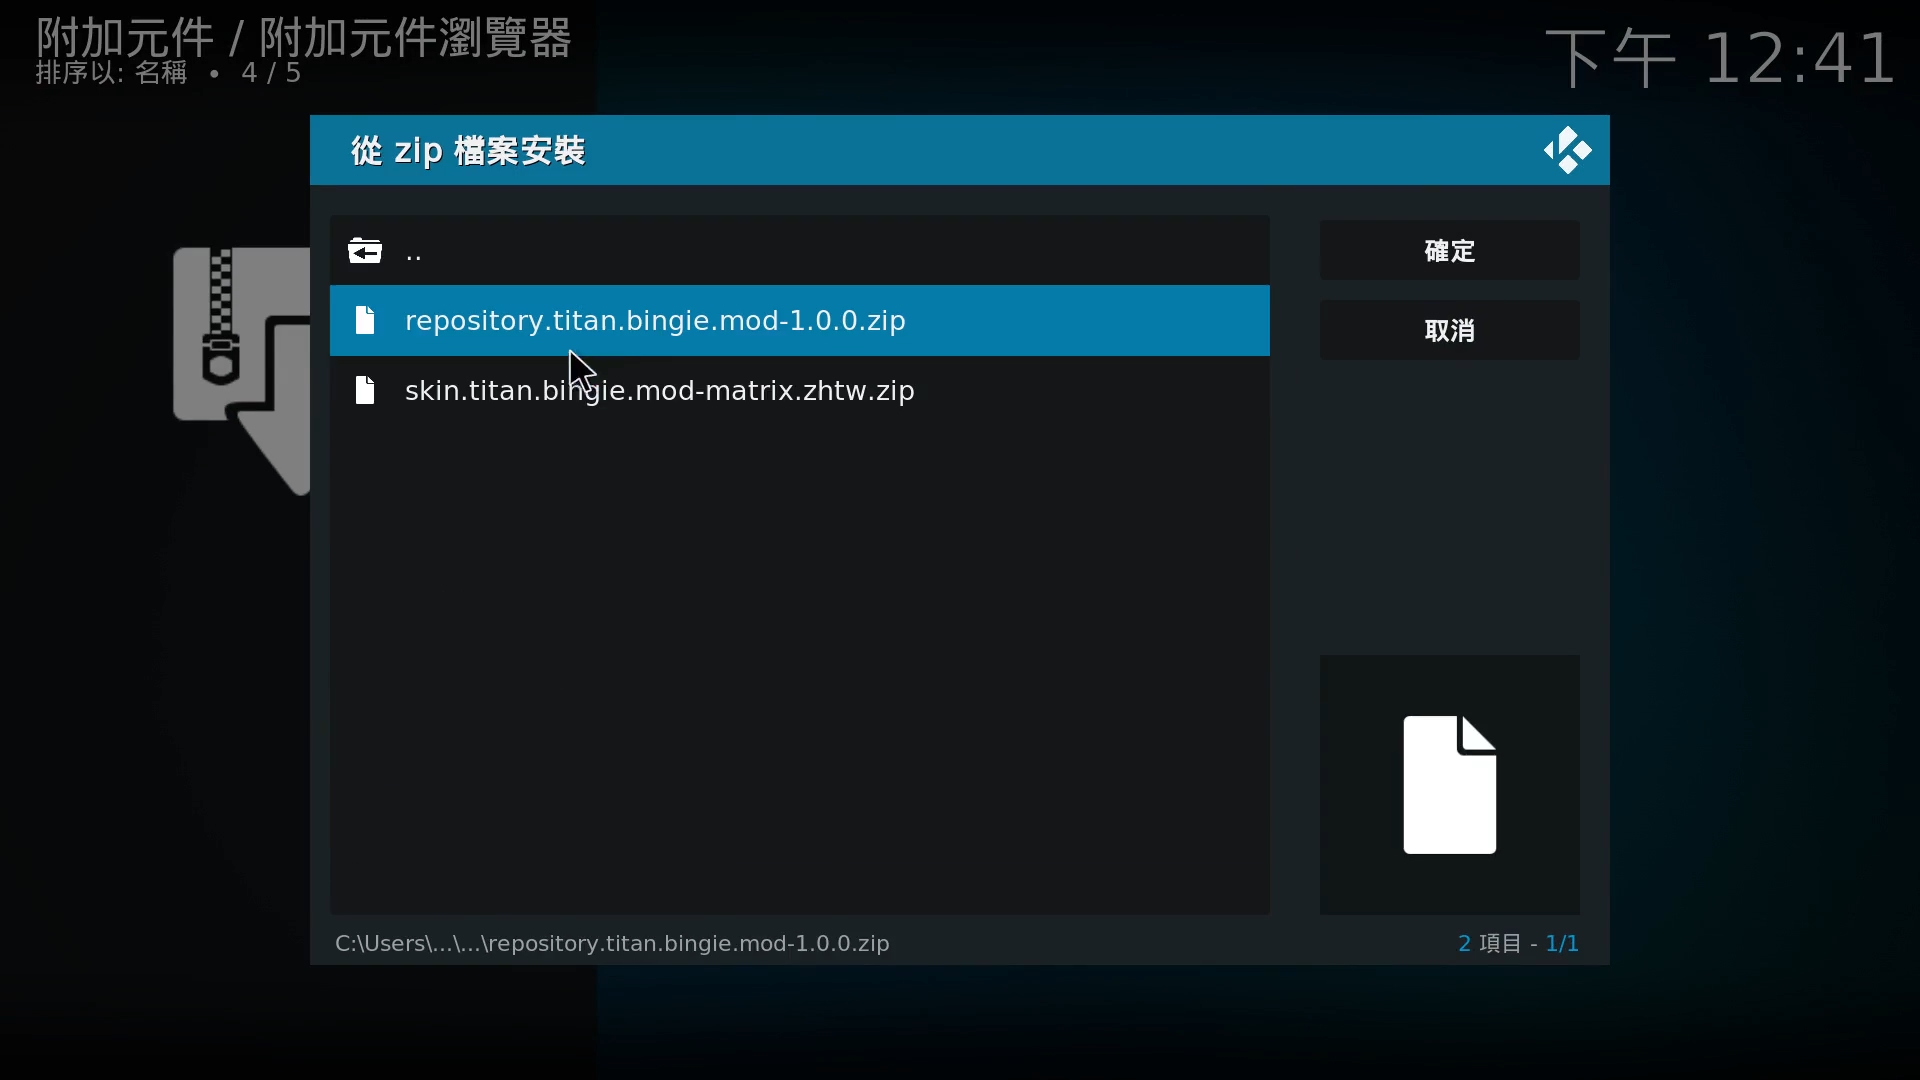 附加元件 / 附加元件瀏覽器
排序以: 名稱 • 4 / 5
下午 12:41
從 zip 檔案安裝
..
repository.titan.bingie.mod-1.0.0.zip
skin.titan.bingie.mod-matrix.zhtw.zip
確定
取消
C:\Users\...\...\repository.titan.bingie.mod-1.0.0.zip
2 項目 - 1/1